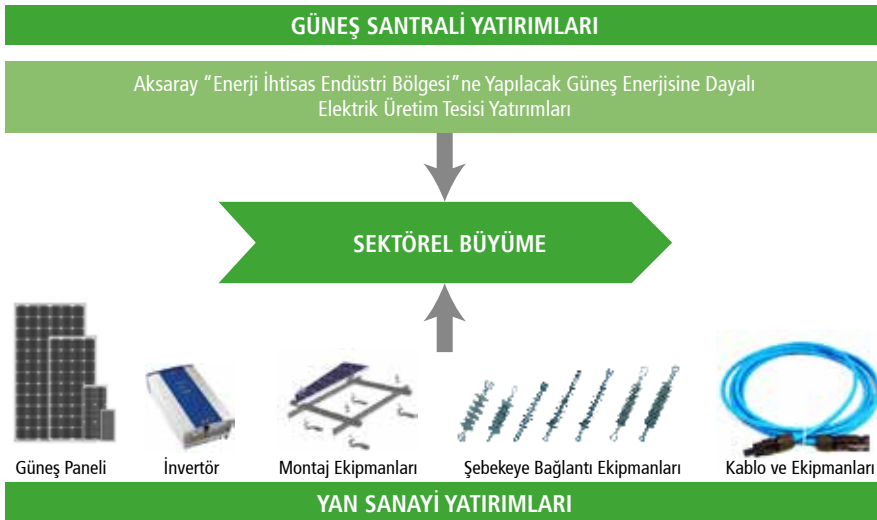 GÜNEŞ SANTRALİ YATIRIMLARI
Aksaray “Enerji İhtisas Endüstri Bölgesi”ne Yapılacak Güneş Enerjisine Dayalı
Elektrik Üretim Tesisi Yatırımları
SEKTÖREL BÜYÜME
Güneş Paneli
İnvertör
Montaj Ekipmanları
Şebekeye Bağlantı Ekipmanları
Kablo ve Ekipmanları
YAN SANAYİ YATIRIMLARI